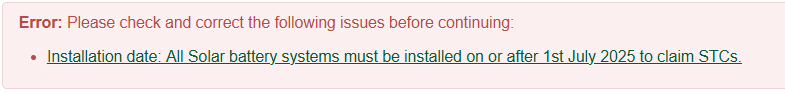 Error: Please check and correct the following issues before continuing:
• Installation date: All Solar battery systems must be installed on or after 1st July 2025 to claim STCs.